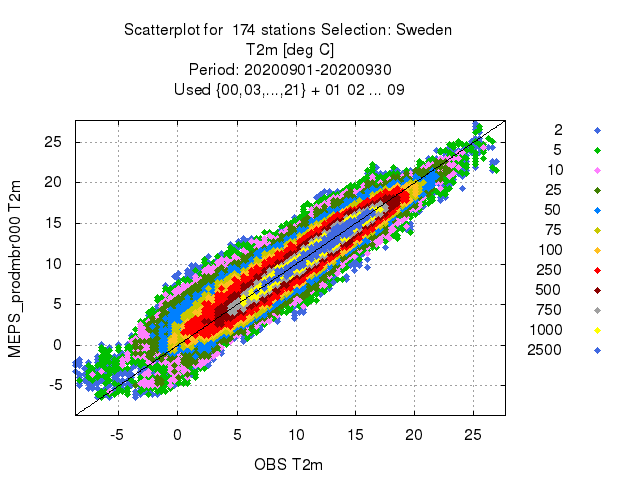 Scatterplot for 174 stations Selection: Sweden
T2m [deg C]
Period: 20200901-20200930
Used {00,03,...,21} + 01 02 ... 09
MEPS_prodmbr000 T2m
25
20
15
10
5
0
-5
-5 0 5 10 15 20 25
OBS T2m
2
5
10
25
50
75
100
250
500
750
1000
2500